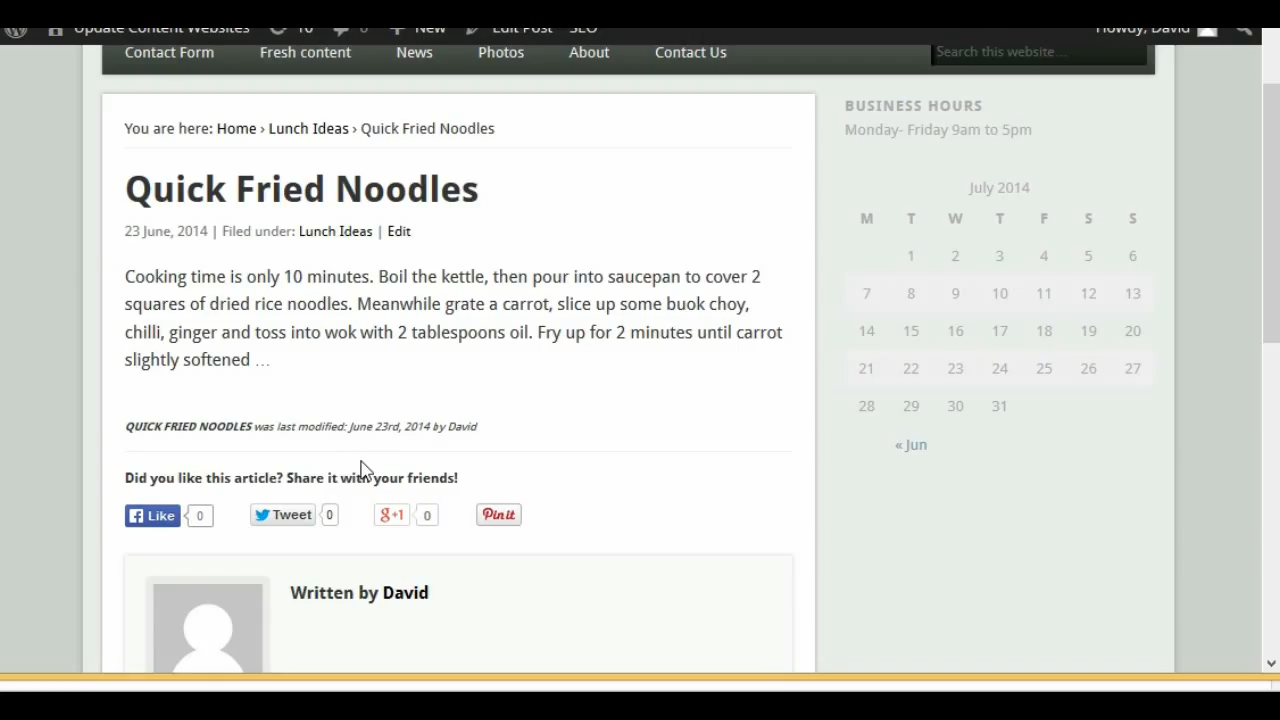 Update Content Websites 10 0 New Edit Post SEO Howdy, David
Contact Form Fresh content News Photos About Contact Us Search this website…
You are here: Home › Lunch Ideas › Quick Fried Noodles
Quick Fried Noodles
23 June, 2014 | Filed under: Lunch Ideas | Edit
Cooking time is only 10 minutes. Boil the kettle, then pour into saucepan to cover 2
squares of dried rice noodles. Meanwhile grate a carrot, slice up some buok choy,
chilli, ginger and toss into wok with 2 tablespoons oil. Fry up for 2 minutes until carrot
slightly softened …
QUICK FRIED NOODLES was last modified: June 23rd, 2014 by David
Did you like this article? Share it with your friends!
Like 0 Tweet 0 g+1 0 Pin it
Written by David
BUSINESS HOURS
Monday- Friday 9am to 5pm
July 2014
M T W T F S S
1 2 3 4 5 6
7 8 9 10 11 12 13
14 15 16 17 18 19 20
21 22 23 24 25 26 27
28 29 30 31
« Jun